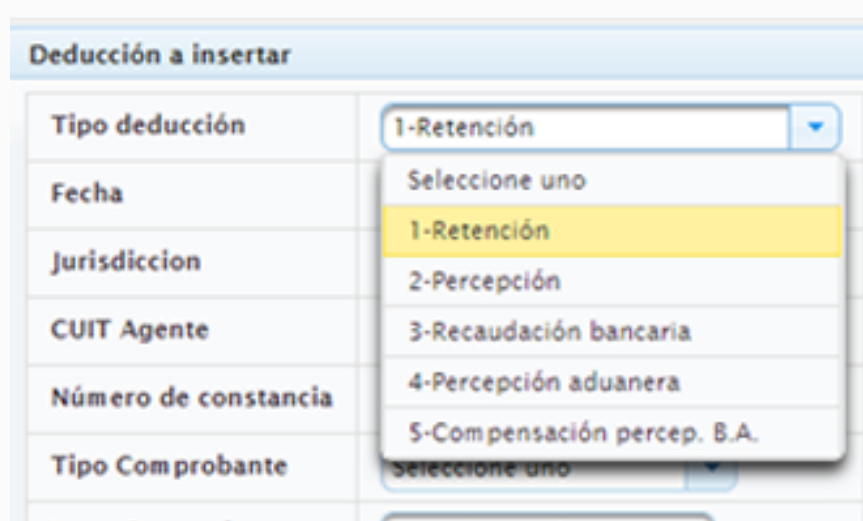 Deducción a insertar
Tipo deducción
1-Retención
Fecha
Seleccione uno
1-Retención
Jurisdiccion
2-Percepción
CUIT Agente
3-Recaudación bancaria
Número de constancia
4-Percepción aduanera
5-Compensación percep. B.A.
Tipo Comprobante
Seleccione uno